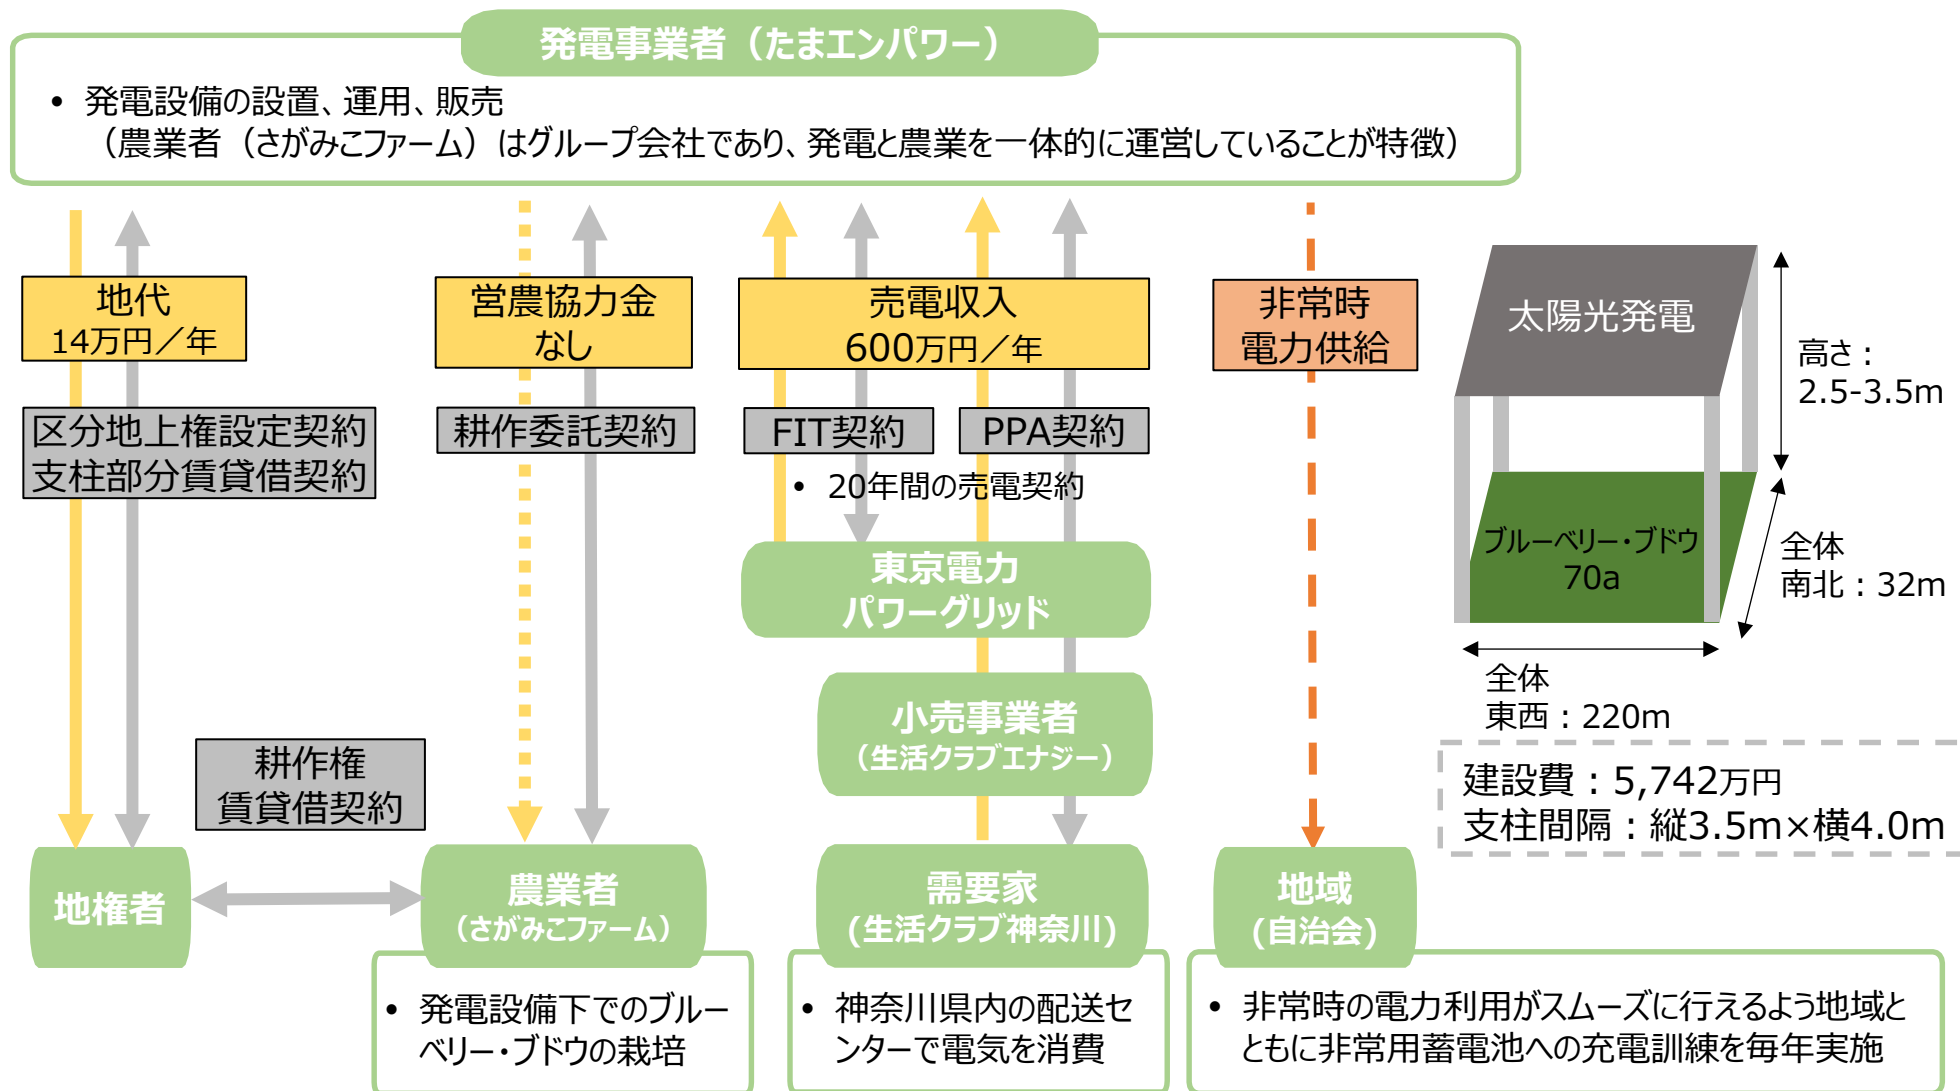 発電事業者（たまエンパワー）
• 発電設備の設置、運用、販売
（農業者（さがみこファーム）はグループ会社であり、発電と農業を一体的に運営していることが特徴）
地代
14万円／年
営農協力金
なし
売電収入
600万円／年
非常時
電力供給
区分地上権設定契約
支柱部分賃貸借契約
耕作委託契約
FIT契約
PPA契約
• 20年間の売電契約
東京電力
パワーグリッド
小売事業者
（生活クラブエナジー）
耕作権
賃貸借契約
地権者
農業者
（さがみこファーム）
• 発電設備下でのブルー
ベリー・ブドウの栽培
需要家
(生活クラブ神奈川)
• 神奈川県内の配送セ
ンターで電気を消費
地域
(自治会)
• 非常時の電力利用がスムーズに行えるよう地域と
ともに非常用蓄電池への充電訓練を毎年実施
太陽光発電
高さ：
2.5-3.5m
ブルーベリー・ブドウ
70a
全体
南北：32m
全体
東西：220m
建設費：5,742万円
支柱間隔：縦3.5m×横4.0m